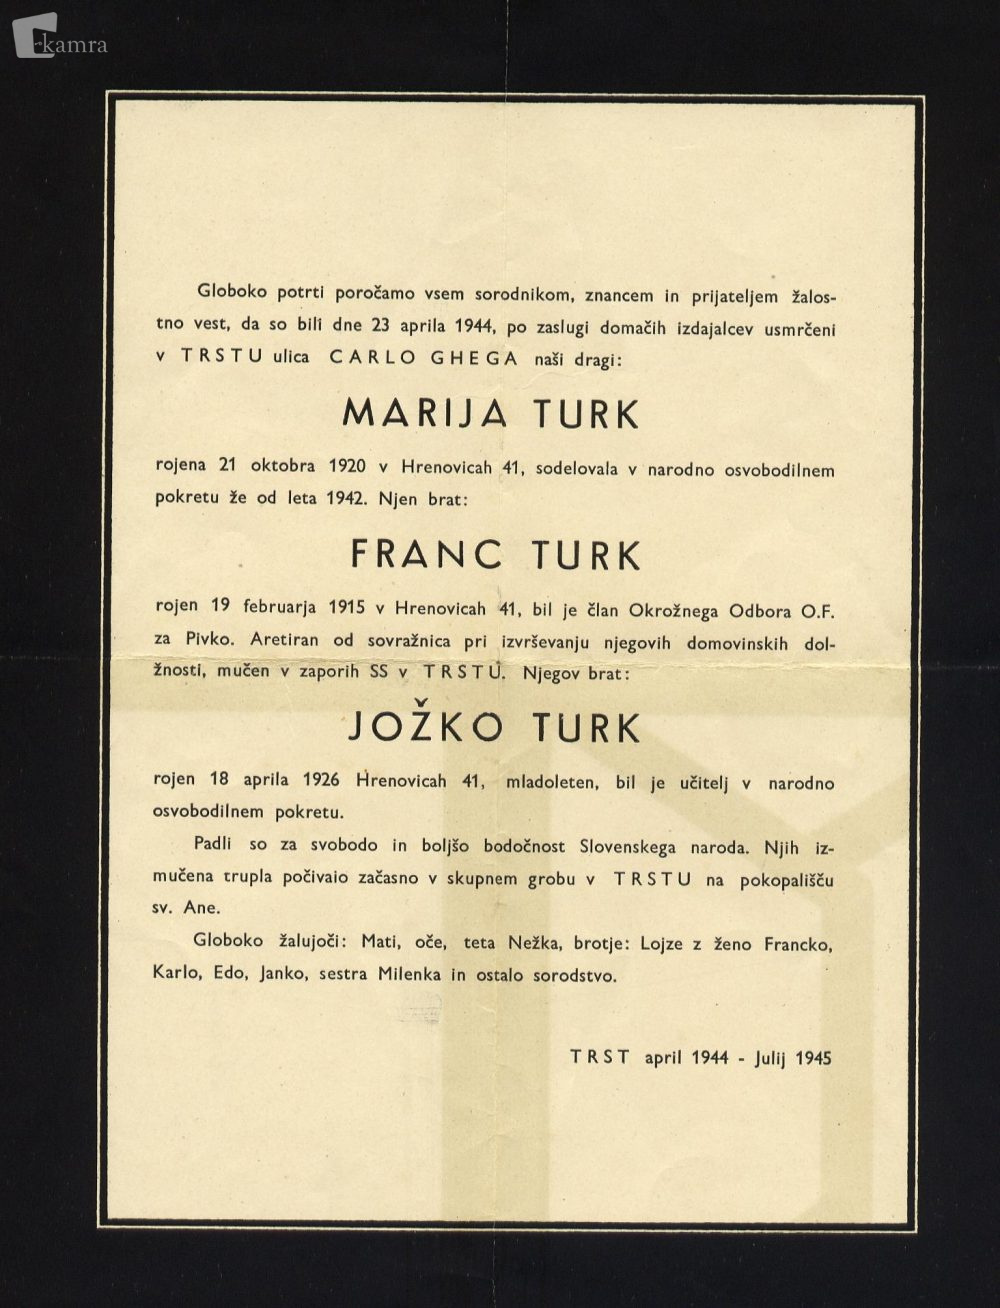 kamra
Globoko potrti poročamo vsem sorodnikom, znancem in prijateljem žalos-
tno vest, da so bili dne 23 aprila 1944, po zaslugi domačih izdajalcev usmrčeni
v TRSTU ulica CARLO GHEGA naši dragi:
MARIJA TURK
rojena 21 oktobra 1920 v Hrenovicah 41, sodelovala v narodno osvobodilnem
pokretu že od leta 1942. Njen brat:
FRANC TURK
rojen 19 februarja 1915 v Hrenovicah 41, bil je član Okrožnega Odbora O.F.
za Pivko. Aretiran od sovražnica pri izvrševanju njegovih domovinskih dol-
žnosti, mučen v zaporih SS v TRSTU. Njegov brat:
JOŽKO TURK
rojen 18 aprila 1926 Hrenovicah 41, mladoleten, bil je učitelj v narodno
osvobodilnem pokretu.
Padli so za svobodo in boljšo bodočnost Slovenskega naroda. Njih iz-
mučena trupla počivaio začasno v skupnem grobu v TRSTU na pokopališču
sv. Ane.
Globoko žalujoči: Mati, oče, teta Nežka, brotje: Lojze z ženo Francko,
Karlo, Edo, Janko, sestra Milenka in ostalo sorodstvo.
TRST april 1944 - Julij 1945